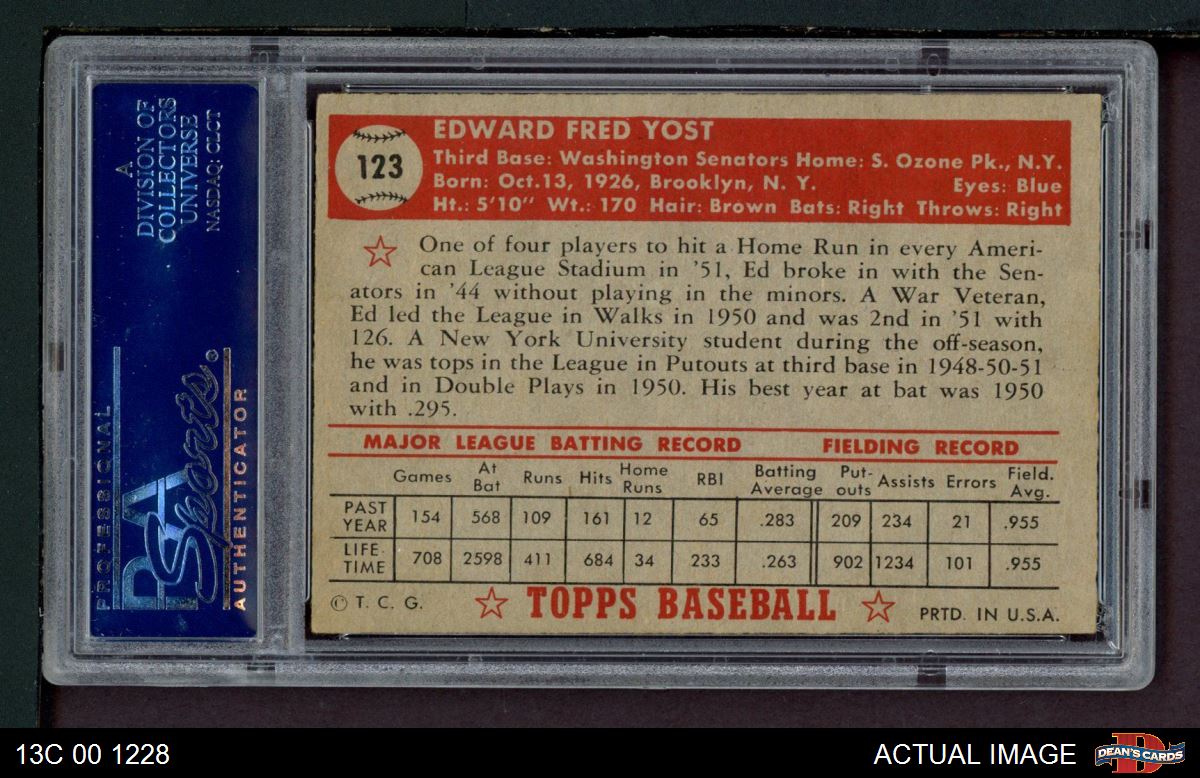 A
DIVISION OF
COLLECTORS
UNIVERSE
NASDAQ: CLCT
PROFESSIONAL
PSA
Sports®
AUTHENTICATOR
123
EDWARD FRED YOST
Third Base: Washington Senators Home: S. Ozone Pk., N.Y.
Born: Oct.13, 1926, Brooklyn, N. Y. Eyes: Blue
Ht.: 5'10" Wt.: 170 Hair: Brown Bats: Right Throws: Right
One of four players to hit a Home Run in every Ameri-
can League Stadium in '51, Ed broke in with the Sen-
ators in '44 without playing in the minors. A War Veteran,
Ed led the League in Walks in 1950 and was 2nd in '51 with
126. A New York University student during the off-season,
he was tops in the League in Putouts at third base in 1948-50-51
and in Double Plays in 1950. His best year at bat was 1950
with .295.
MAJOR LEAGUE BATTING RECORD FIELDING RECORD
Games At Bat Runs Hits Home Runs RBI Batting Average Put-outs Assists Errors Field. Avg.
PAST YEAR 154 568 109 161 12 65 .283 209 234 21 .955
LIFE-TIME 708 2598 411 684 34 233 .263 902 1234 101 .955
© T. C. G. TOPPS BASEBALL PRTD. IN U.S.A.
13C 00 1228 ACTUAL IMAGE DEAN'S CARDS